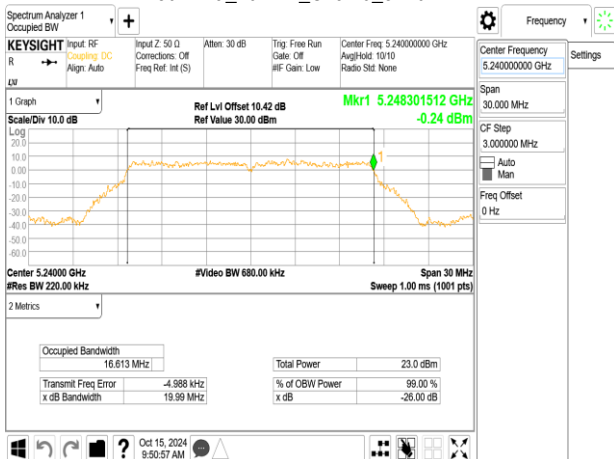 Spectrum Analyzer 1
Occupied BW
KEYSIGHT
R
Input: RF
Coupling: DC
Align: Auto
Input Z: 50 Ω
Corrections: Off
Freq Ref: Int (S)
Atten: 30 dB
Trig: Free Run
Gate: Off
#IF Gain: Low
Center Freq: 5.240000000 GHz
Avg|Hold: 10/10
Radio Std: None
1 Graph
Scale/Div 10.0 dB
Ref Lvl Offset 10.42 dB
Ref Value 30.00 dBm
Mkr1 5.248301512 GHz
-0.24 dBm
Log
20.0
10.0
0.00
-10.0
-20.0
-30.0
-40.0
-50.0
-60.0
1
Center 5.24000 GHz
#Res BW 220.00 kHz
#Video BW 680.00 kHz
Span 30 MHz
Sweep 1.00 ms (1001 pts)
2 Metrics
Occupied Bandwidth
16.613 MHz
Transmit Freq Error -4.988 kHz
x dB Bandwidth 19.99 MHz
Total Power 23.0 dBm
% of OBW Power 99.00 %
x dB -26.00 dB
Oct 15, 2024
9:50:57 AM
Frequency
Center Frequency
5.240000000 GHz
Span
30.000 MHz
CF Step
3.000000 MHz
Auto
Man
Freq Offset
0 Hz
Settings